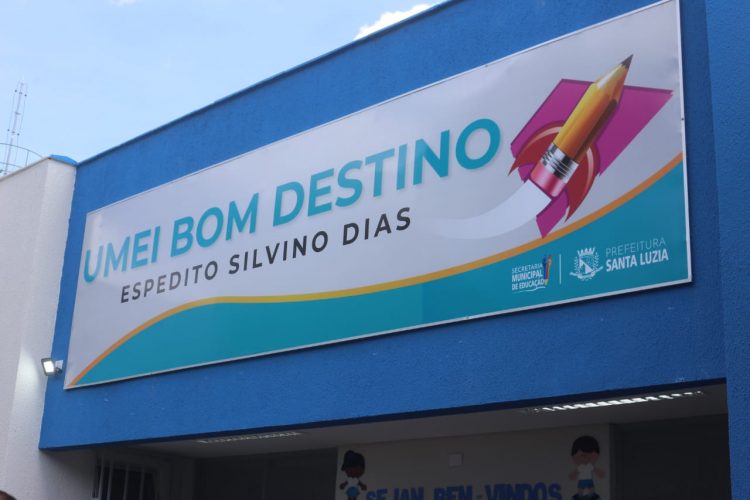 UMEI BOM DESTINO
ESPEDITO SILVINO DIAS
SECRETARIA
MUNICIPAL
DE EDUCAÇÃO
PREFEITURA
SANTA LUZIA
SEJAM BEM-VINDOS